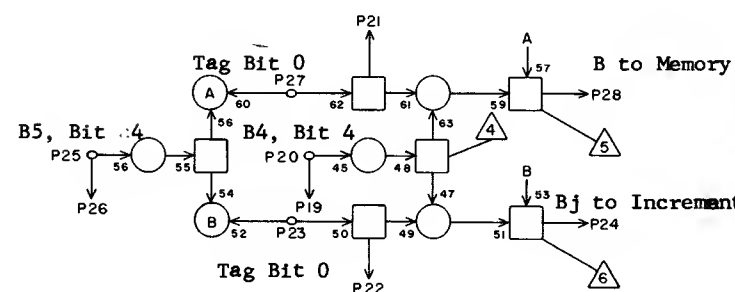 P21
Tag Bit 0
A
P27
57
B to Memory
A
60
62
61
59
P28
56
63
B5, Bit 4
B4, Bit 4
4
5
P25
56
55
P20
45
48
P26
54
P19
47
B
53
Bj to Increment
B
52
P23
50
49
51
P24
Tag Bit 0
P22
6